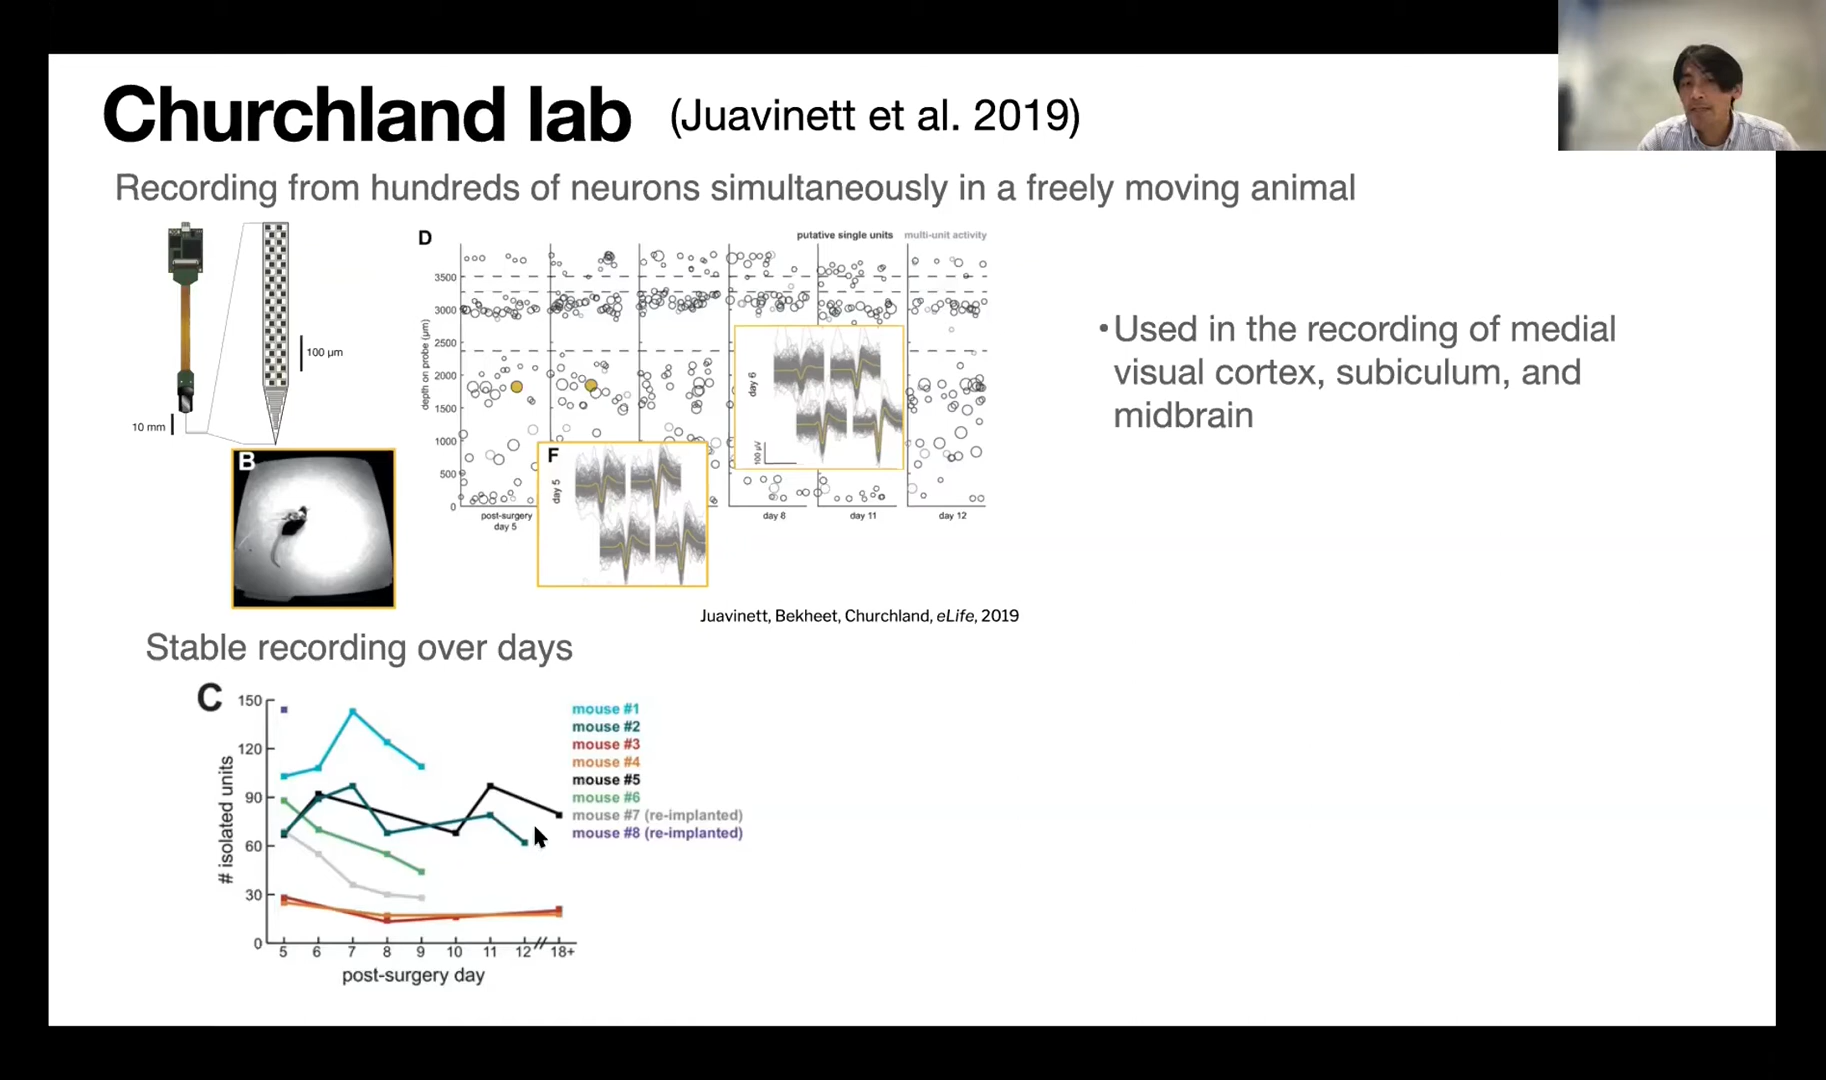 Churchland lab (Juavinett et al. 2019)
Recording from hundreds of neurons simultaneously in a freely moving animal
100 µm
10 mm
B
D
putative single units multi-unit activity
depth on probe (µm)
3500
3000
2500
2000
1500
1000
500
0
post-surgery
day 5
day 8
day 11
day 12
F
day 5
day 6
100 µV
Juavinett, Bekheet, Churchland, eLife, 2019
•Used in the recording of medial
visual cortex, subiculum, and
midbrain
Stable recording over days
C
# isolated units
150
120
90
60
30
0
5 6 7 8 9 10 11 12 18+
post-surgery day
mouse #1
mouse #2
mouse #3
mouse #4
mouse #5
mouse #6
mouse #7 (re-implanted)
mouse #8 (re-implanted)